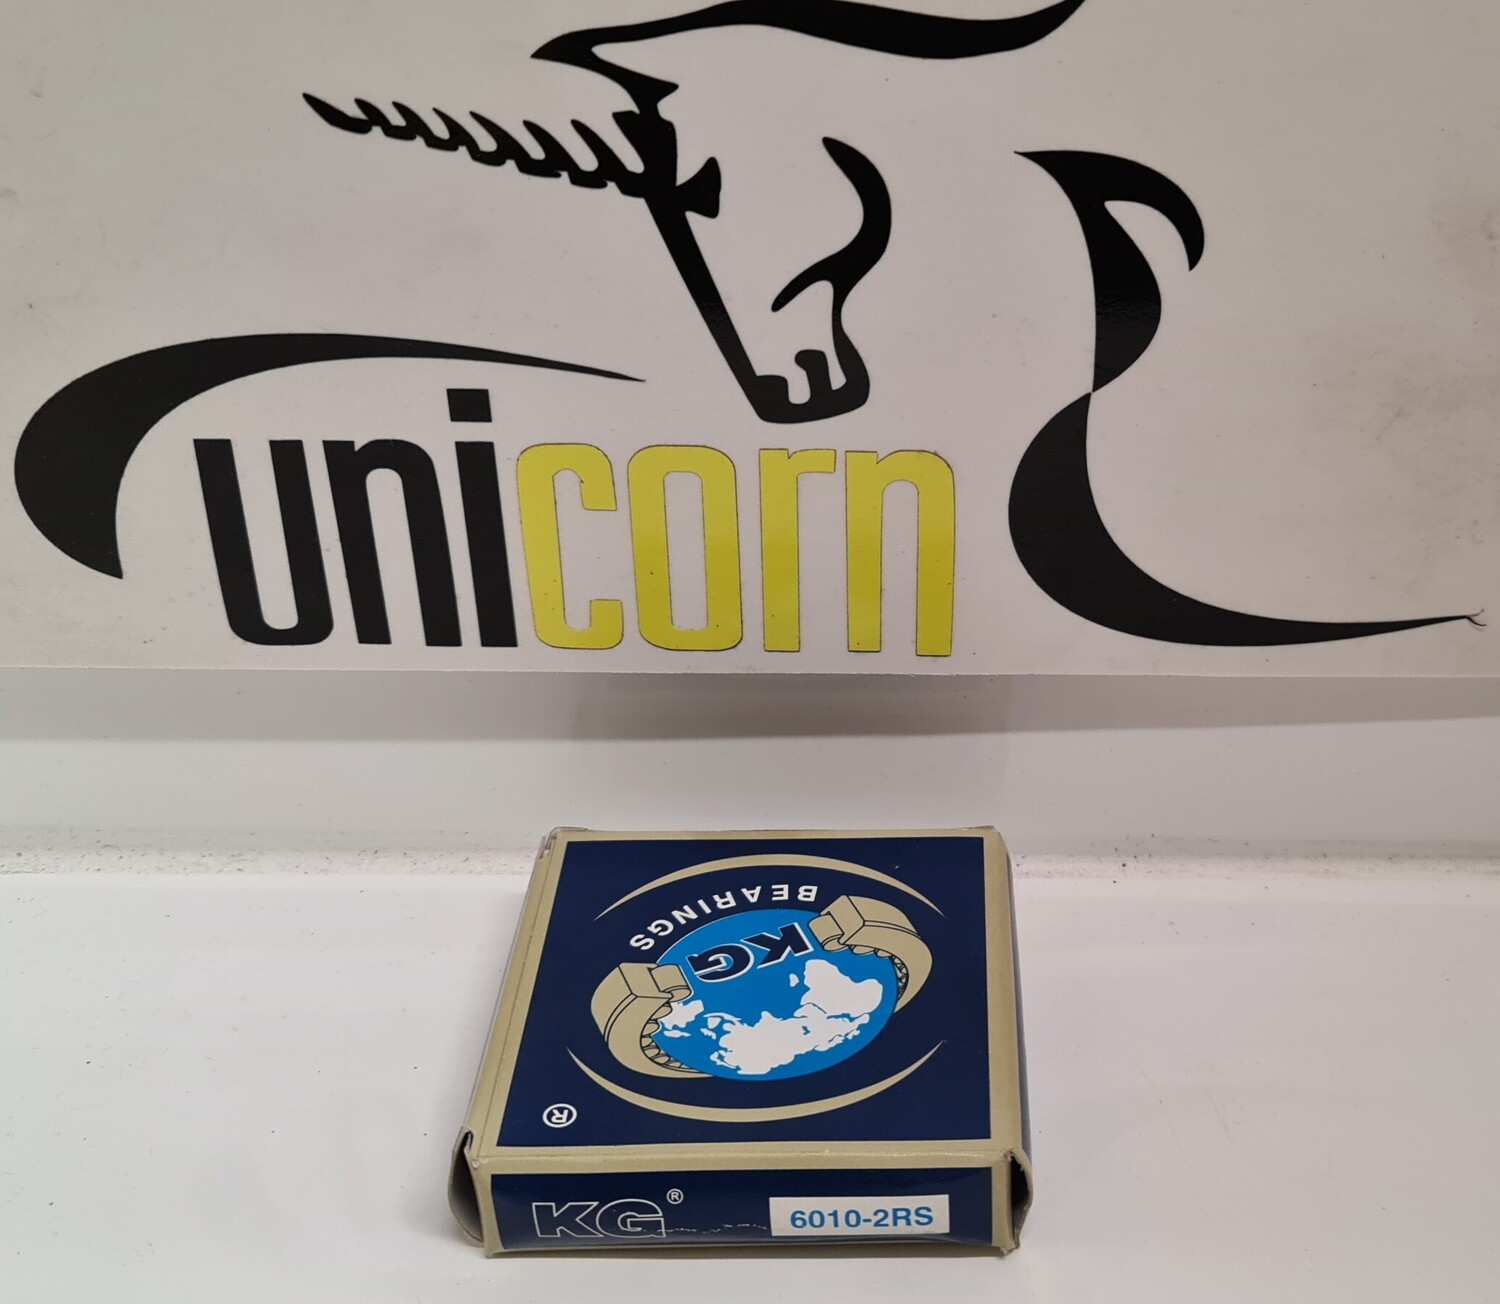 unicorn
BEARINGS
KG
®
KG®
6010-2RS